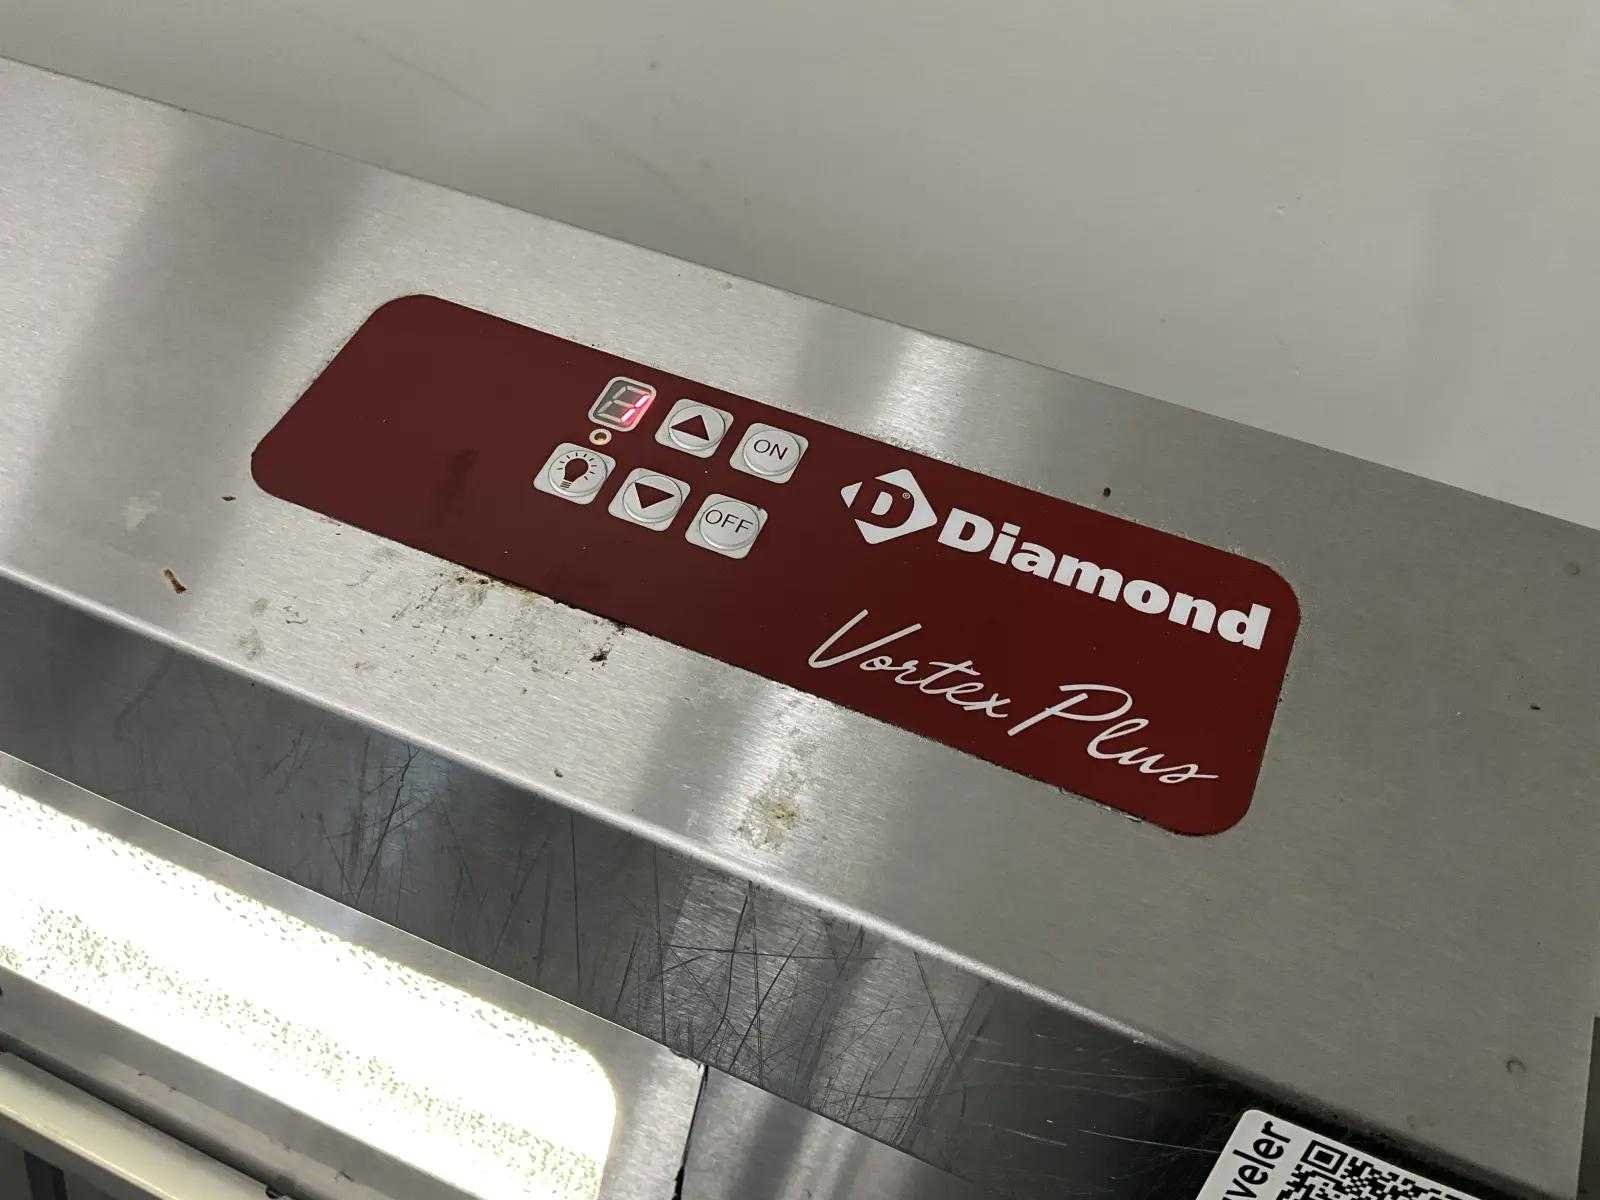 ON
OFF
D®
Diamond
Vortex Plus